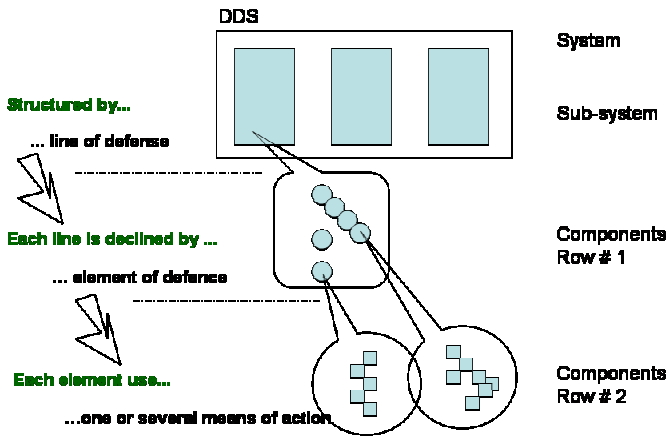 DDS
System
Structured by...
Sub-system
... line of defense
Each line is declined by ...
Components
Row # 1
... element of defence
Each element use...
Components
Row # 2
...one or several means of action